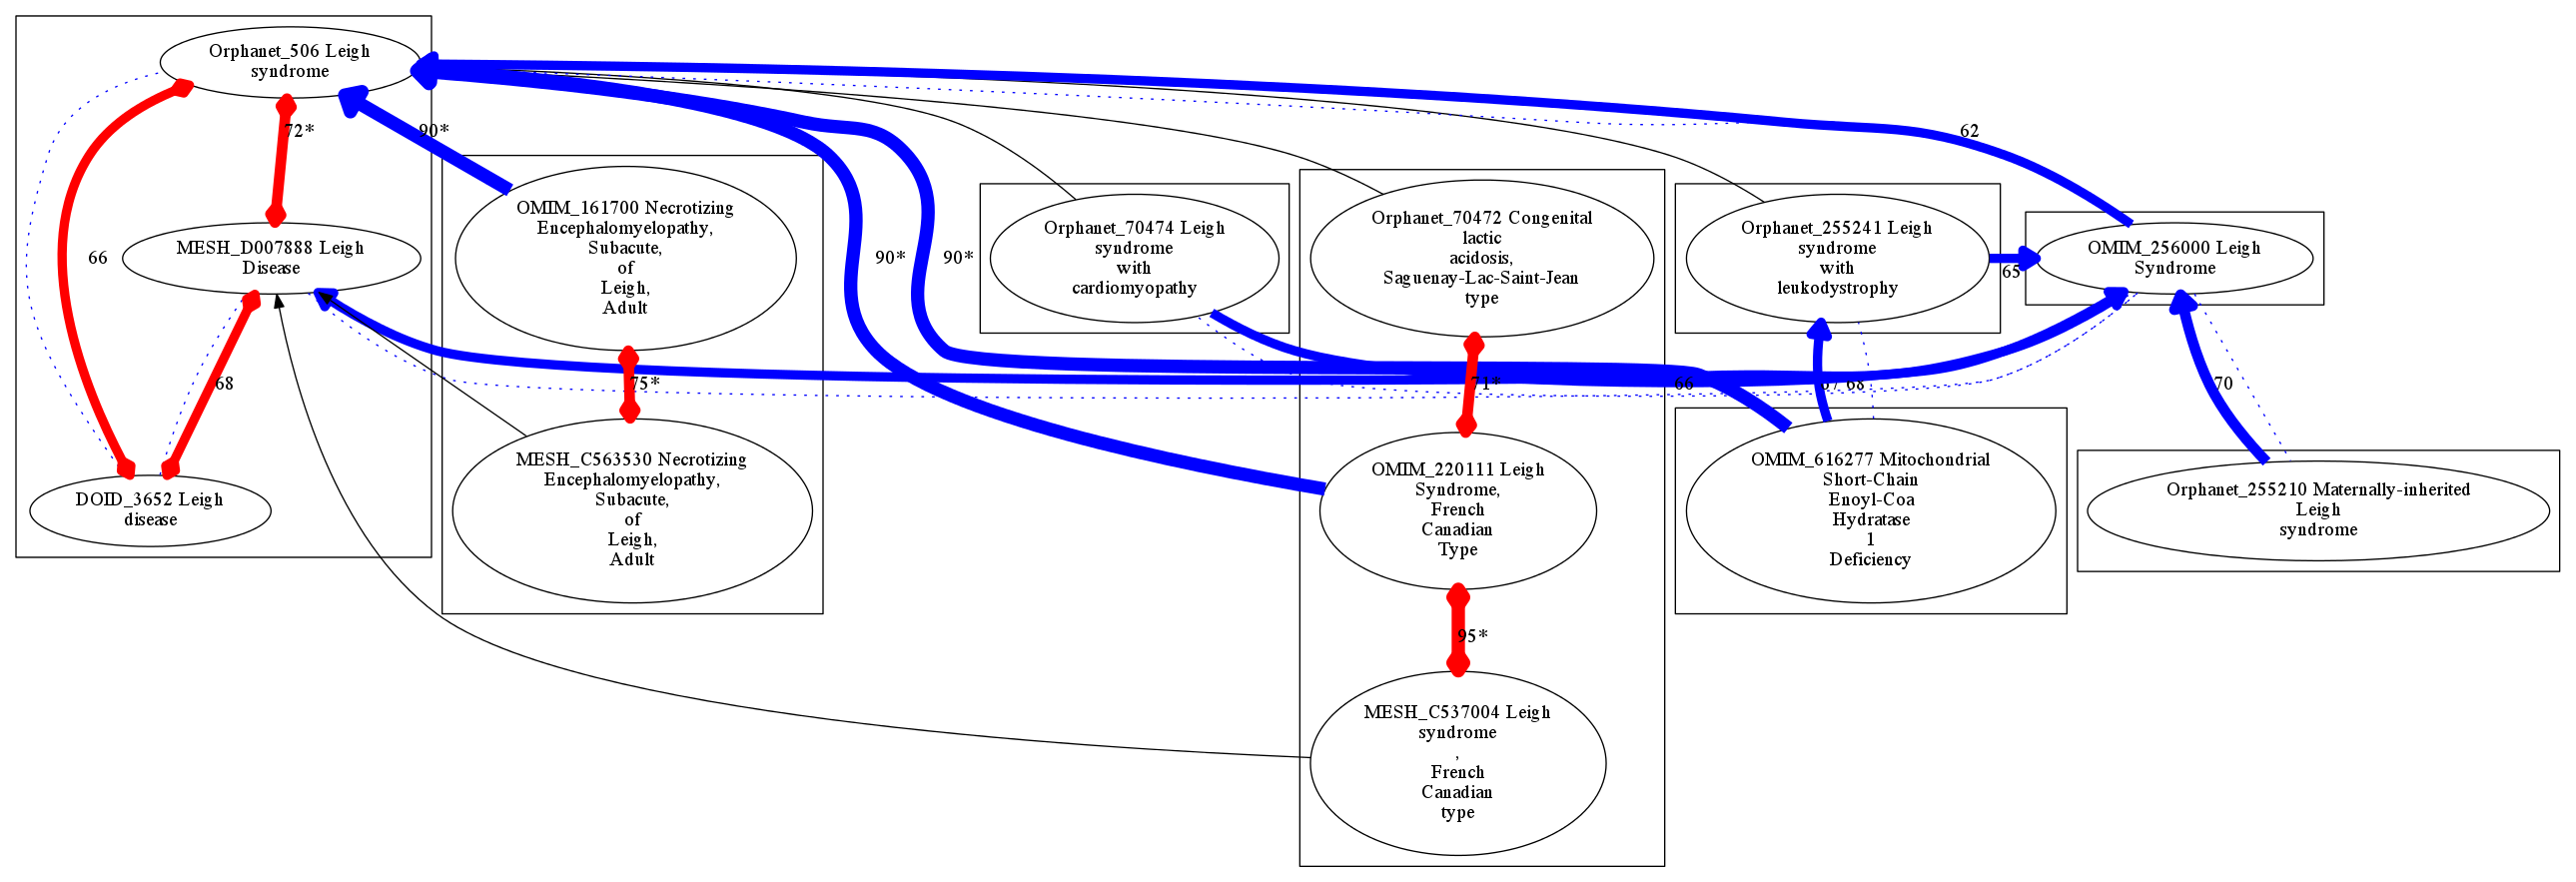 Orphanet_506 Leigh
syndrome
72*
90*
62
66
MESH_D007888 Leigh
Disease
OMIM_161700 Necrotizing
Encephalomyelopathy,
Subacute,
of
Leigh,
Adult
90*
90*
Orphanet_70474 Leigh
syndrome
with
cardiomyopathy
Orphanet_70472 Congenital
lactic
acidosis,
Saguenay-Lac-Saint-Jean
type
Orphanet_255241 Leigh
syndrome
with
leukodystrophy
65
OMIM_256000 Leigh
Syndrome
68
75*
71*
66
67
68
70
DOID_3652 Leigh
disease
MESH_C563530 Necrotizing
Encephalomyelopathy,
Subacute,
of
Leigh,
Adult
OMIM_220111 Leigh
Syndrome,
French
Canadian
Type
OMIM_616277 Mitochondrial
Short-Chain
Enoyl-Coa
Hydratase
1
Deficiency
Orphanet_255210 Maternally-inherited
Leigh
syndrome
95*
MESH_C537004 Leigh
syndrome
,
French
Canadian
type